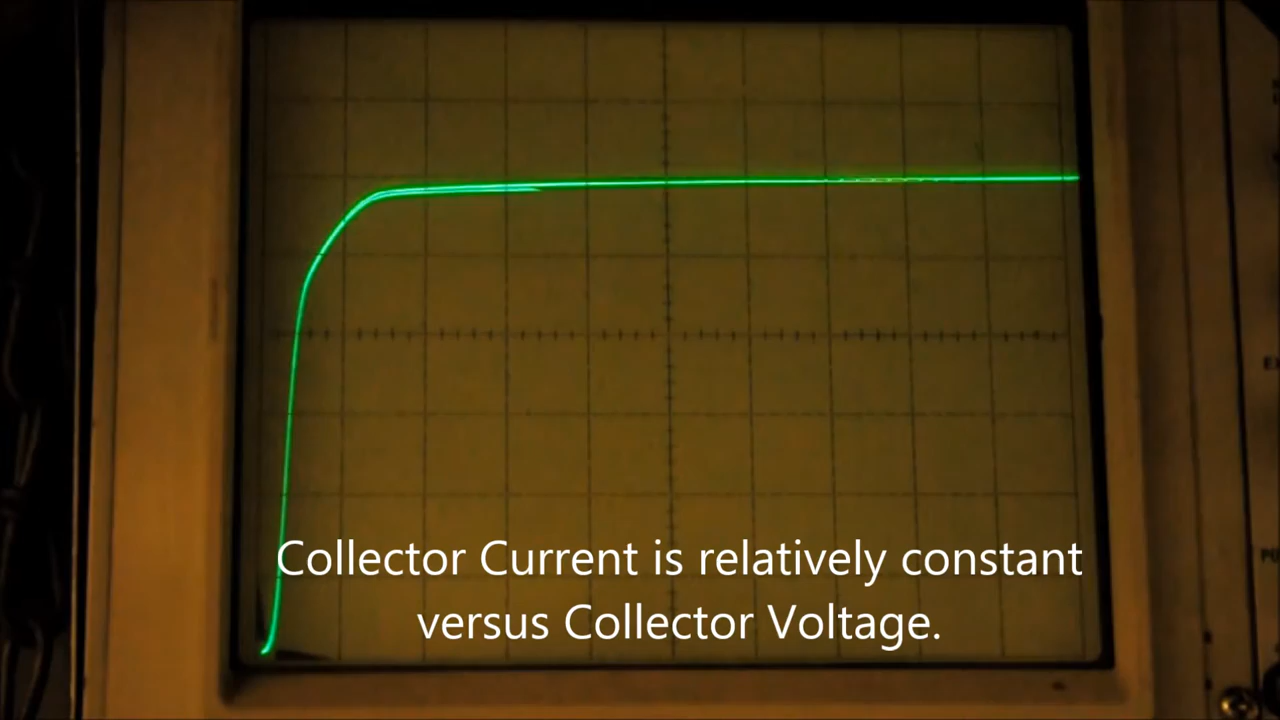 Collector Current is relatively constant
versus Collector Voltage.